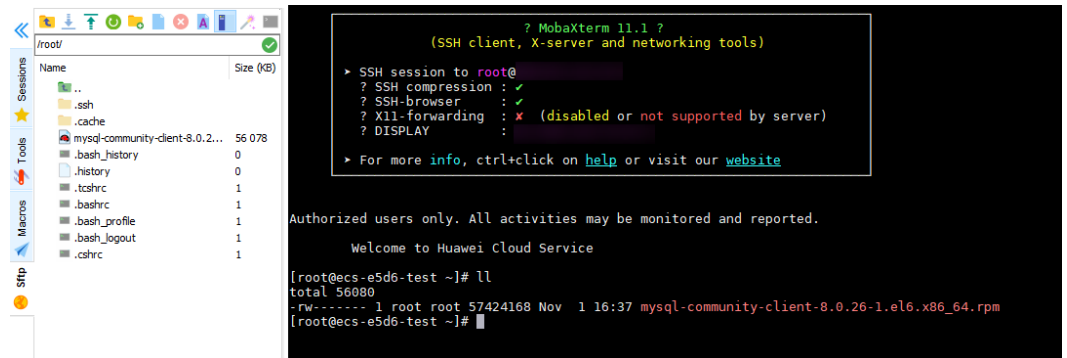 /root/
Name Size (KB)
..
.ssh
.cache
mysql-community-client-8.0.2... 56 078
.bash_history 0
.history 0
.tcshrc 1
.bashrc 1
.bash_profile 1
.bash_logout 1
.cshrc 1
Sessions
Tools
Macros
Sftp
? MobaXterm 11.1 ?
(SSH client, X-server and networking tools)
➤ SSH session to root@
? SSH compression : ✔
? SSH-browser : ✔
? X11-forwarding : ✘ (disabled or not supported by server)
? DISPLAY :
➤ For more info, ctrl+click on help or visit our website
Authorized users only. All activities may be monitored and reported.
Welcome to Huawei Cloud Service
[root@ecs-e5d6-test ~]# ll
total 56080
-rw------- 1 root root 57424168 Nov 1 16:37 mysql-community-client-8.0.26-1.el6.x86_64.rpm
[root@ecs-e5d6-test ~]#